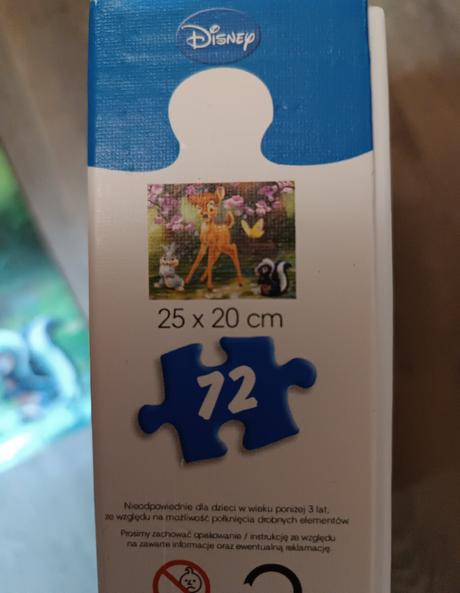 Disney
25 x 20 cm
72
Nieodpowiednie dla dzieci w wieku poniżej 3 lat,
ze względu na możliwość połknięcia drobnych elementów.
Prosimy zachować opakowanie / instrukcję ze względu
na zawarte informacje oraz ewentualną reklamację.